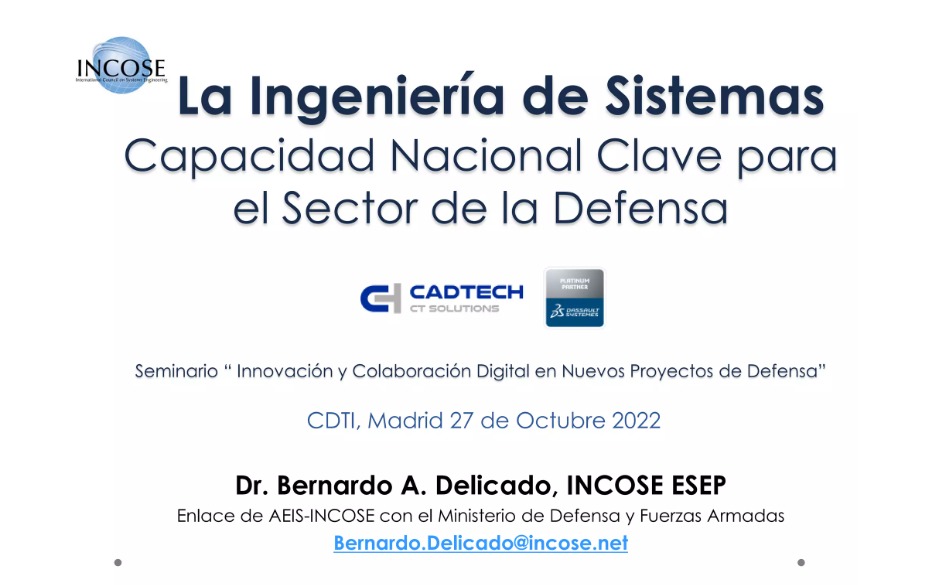 INCOSE
International Council on Systems Engineering
La Ingeniería de Sistemas
Capacidad Nacional Clave para
el Sector de la Defensa
CADTECH
CT SOLUTIONS
PLATINUM
PARTNER
DASSAULT
SYSTEMES
Seminario “ Innovación y Colaboración Digital en Nuevos Proyectos de Defensa”
CDTI, Madrid 27 de Octubre 2022
Dr. Bernardo A. Delicado, INCOSE ESEP
Enlace de AEIS-INCOSE con el Ministerio de Defensa y Fuerzas Armadas
Bernardo.Delicado@incose.net